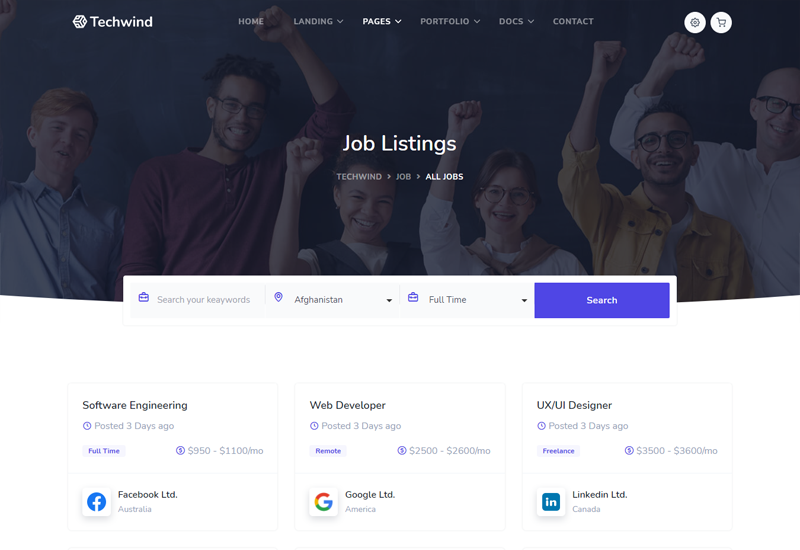 Techwind
HOME LANDING PAGES PORTFOLIO DOCS CONTACT
Job Listings
TECHWIND > JOB > ALL JOBS
Search your keaywords Afghanistan Full Time Search
Software Engineering
Posted 3 Days ago
Full Time $950 - $1100/mo
Facebook Ltd.
Australia
Web Developer
Posted 3 Days ago
Remote $2500 - $2600/mo
Google Ltd.
America
UX/UI Designer
Posted 3 Days ago
Freelance $3500 - $3600/mo
Linkedin Ltd.
Canada